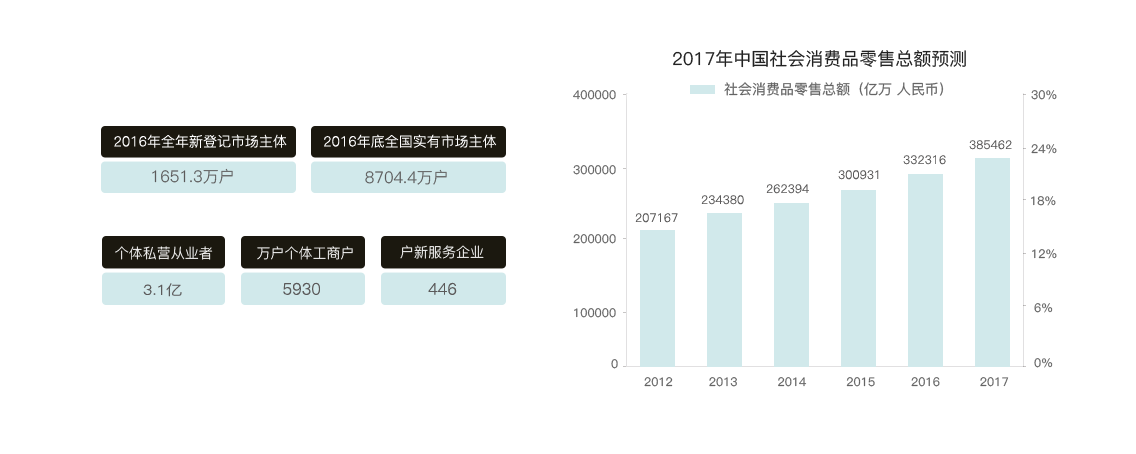 2016年全年新登记市场主体
2016年底全国实有市场主体
1651.3万户
8704.4万户
个体私营从业者
万户个体工商户
户新服务企业
3.1亿
5930
446
2017年中国社会消费品零售总额预测
社会消费品零售总额（亿万 人民币）
400000
300000
200000
100000
0
30%
24%
18%
12%
6%
0%
207167
234380
262394
300931
332316
385462
2012
2013
2014
2015
2016
2017